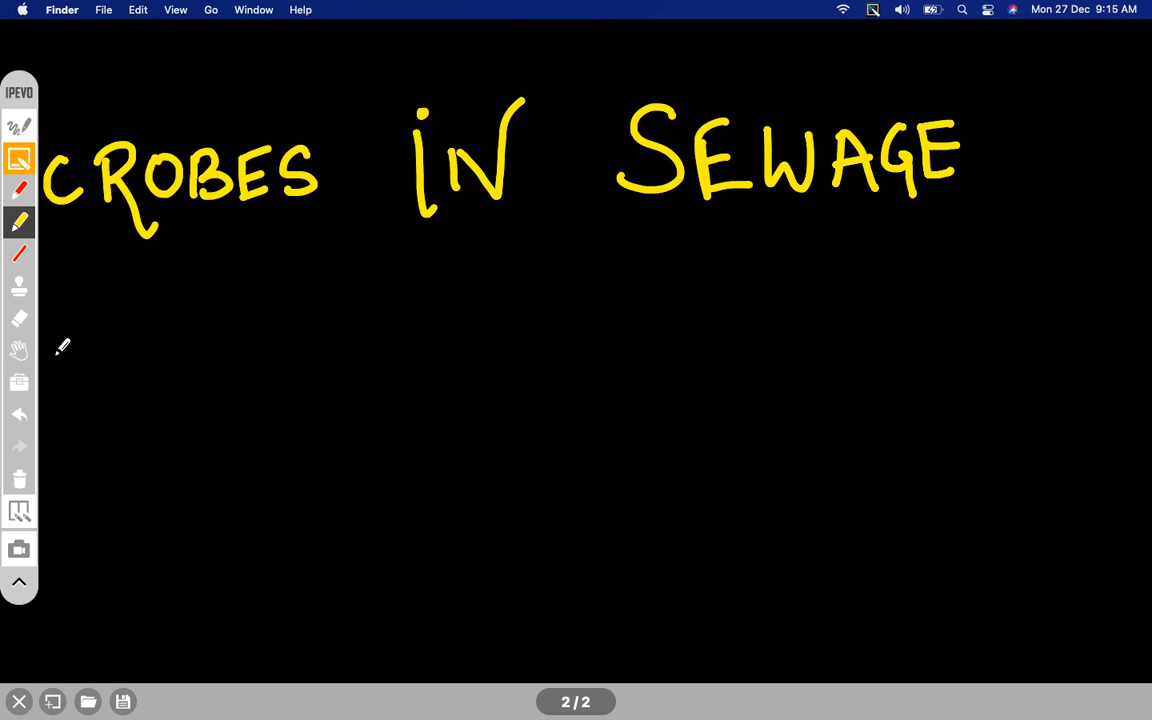 Finder File Edit View Go Window Help Mon 27 Dec 9:15 AM
IPEVO
CROBES IN SEWAGE
2/2